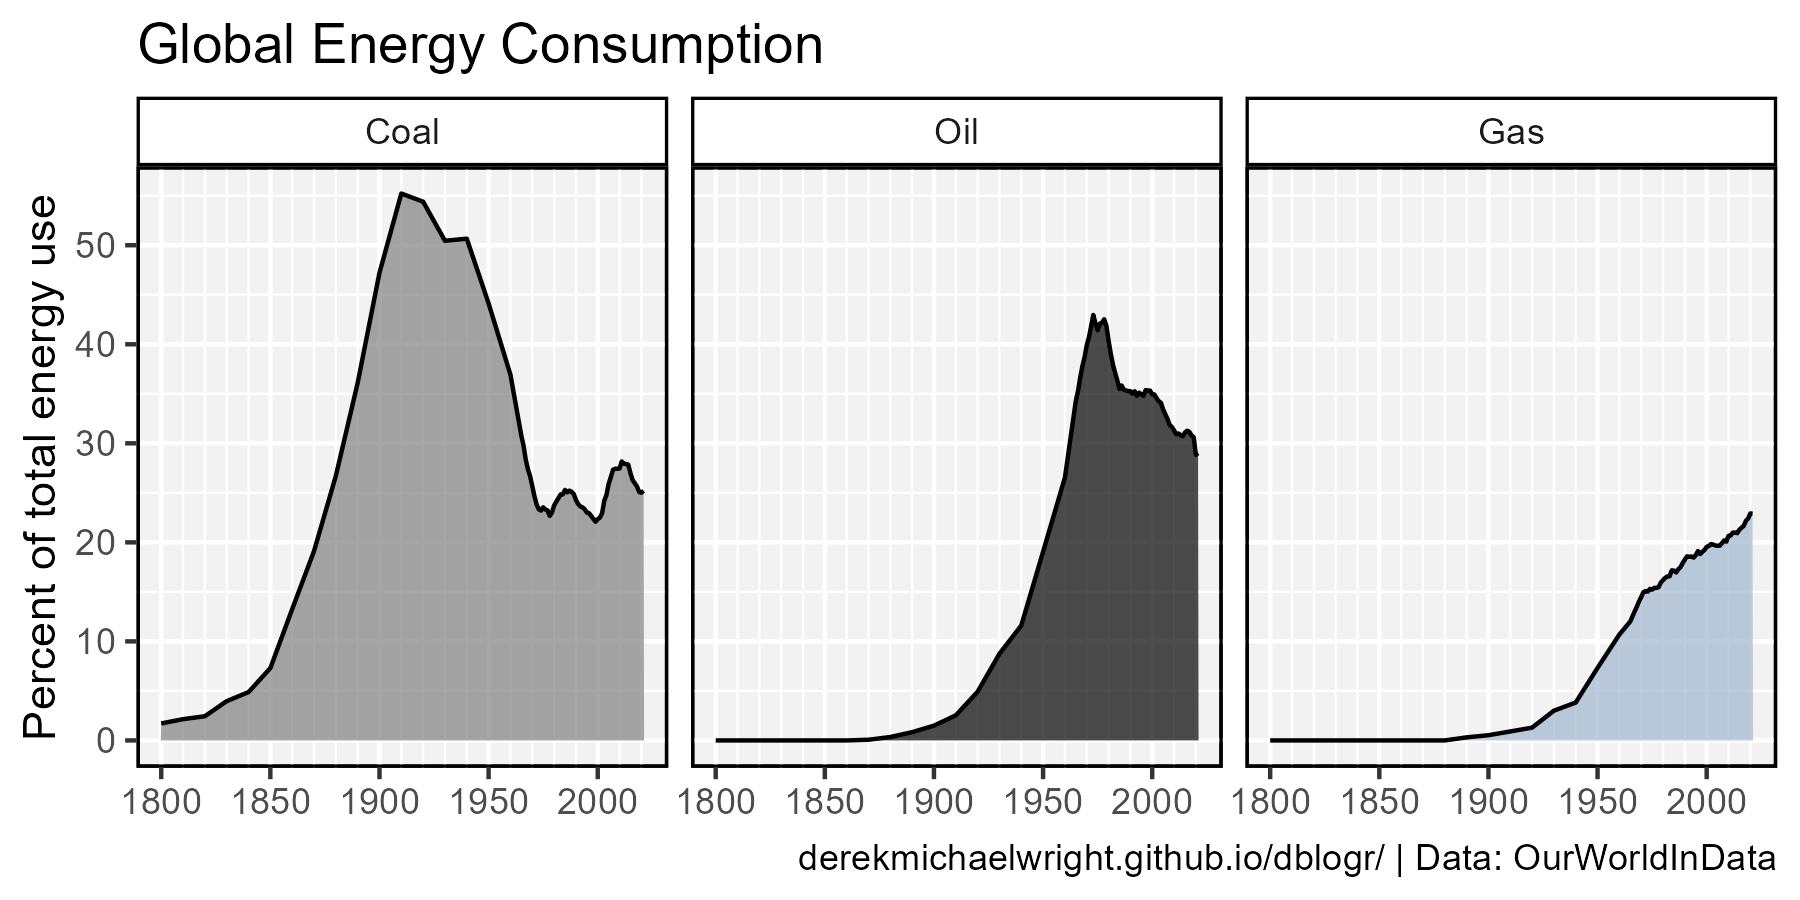 Global Energy Consumption
Coal
Oil
Gas
Percent of total energy use
50
40
30
20
10
0
1800 1850 1900 1950 2000
1800 1850 1900 1950 2000
1800 1850 1900 1950 2000
derekmichaelwright.github.io/dblogr/ | Data: OurWorldInData